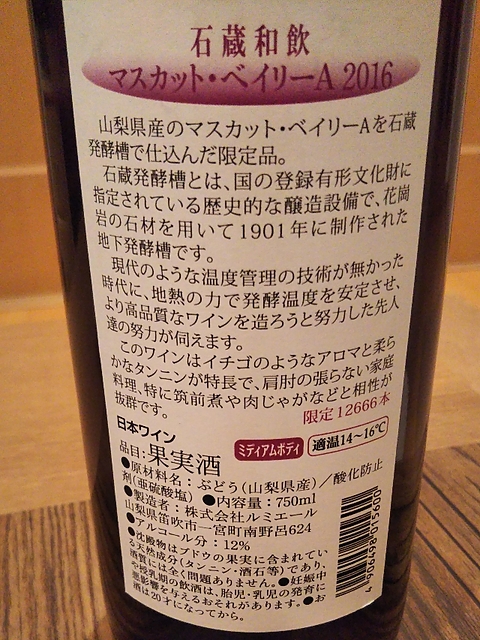 石蔵和飲
マスカット・ベイリーA 2016
山梨県産のマスカット・ベイリーAを石蔵
発酵槽で仕込んだ限定品。
石蔵発酵槽とは、国の登録有形文化財に
指定されている歴史的な醸造設備で、花崗
岩の石材を用いて1901年に制作された
地下発酵槽です。
現代のような温度管理の技術が無かった
時代に、地熱の力で発酵温度を安定させ、
より高品質なワインを造ろうと努力した先人
達の努力が伺えます。
このワインはイチゴのようなアロマと柔ら
かなタンニンが特長で、肩肘の張らない家庭
料理、特に筑前煮や肉じゃがなどと相性が
抜群です。
限定12666本
日本ワイン
ミディアムボディ 適温14~16℃
品目:果実酒
●原材料名:ぶどう(山梨県産)/酸化防止
剤(亜硫酸塩) ●内容量:750ml
●製造者:株式会社ルミエール
山梨県笛吹市一宮町南野呂624
●アルコール分:12%
●沈殿物はブドウの果実に含まれてい
る天然成分(タンニン・酒石等)であり、
酒質には全く問題ありません。●妊娠中
や授乳期の飲酒は、胎児・乳児の発育に
悪影響を与えるおそれがあります。●お
酒は20才になってから。